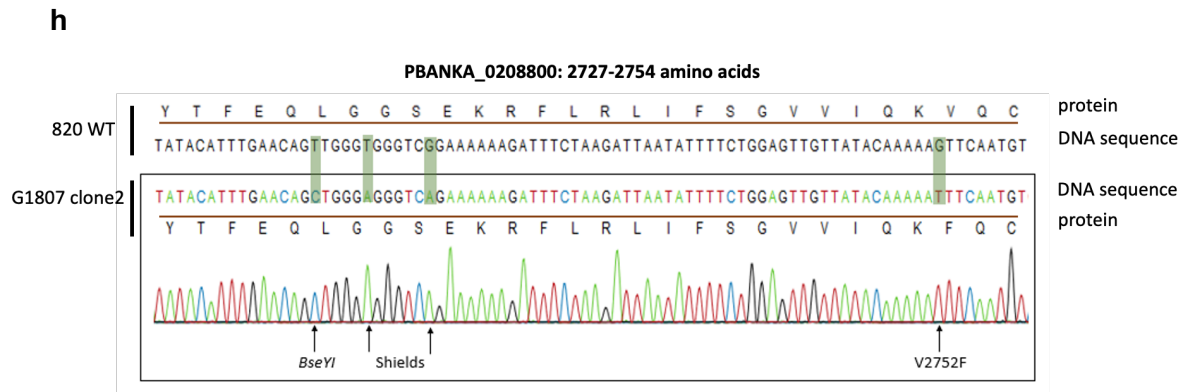 h
PBANKA_0208800: 2727-2754 amino acids
Y T F E Q L G G S E K R F L R L I F S G V V I Q K V Q C protein
820 WT
TATACATTTGAACAGTTGGGTGGGTCGGAAAAAAGATTTCTAAGATTAATATTTTCTGGAGTTGTTATACAAAAAGTTCAATGT DNA sequence
G1807 clone2 TATACATTTGAACAGCTGGGAGGGTCAGAAAAAAGATTTCTAAGATTAATATTTTCTGGAGTTGTTATACAAAAATTTCAATGT DNA sequence
Y T F E Q L G G S E K R F L R L I F S G V V I Q K F Q C protein
BseYI Shields V2752F